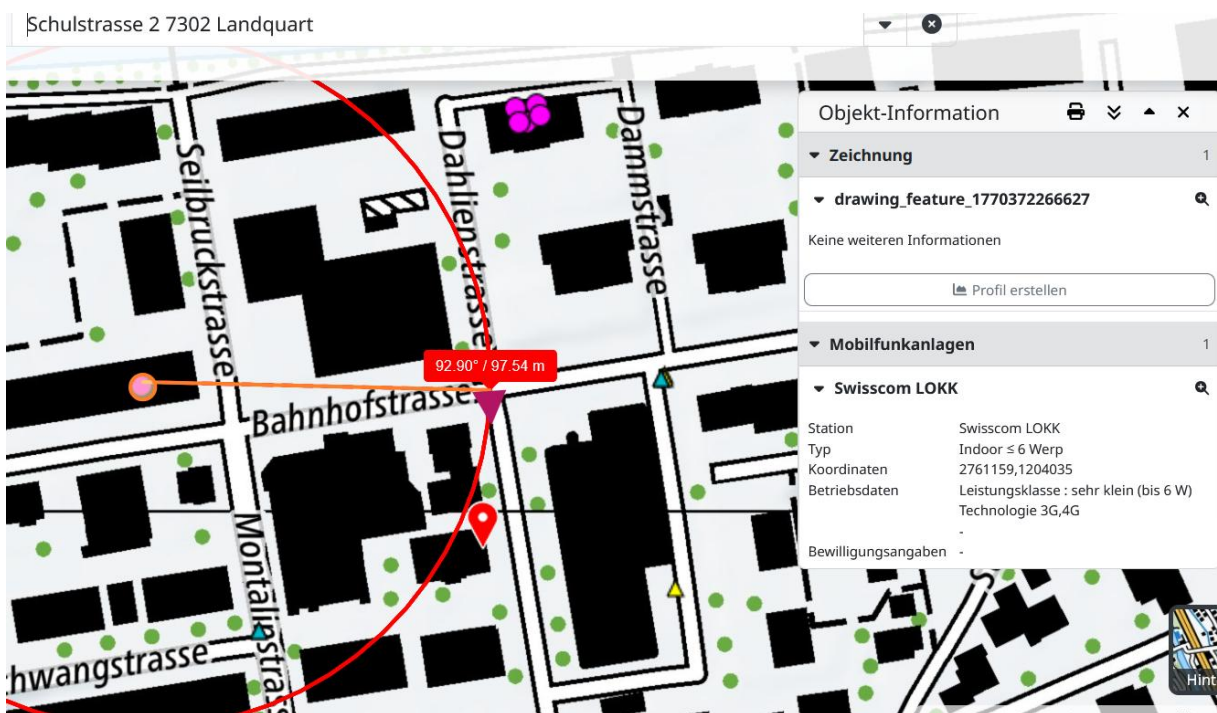 Schulstrasse 2 7302 Landquart
Objekt-Information
Zeichnung 1
drawing_feature_1770372266627
Keine weiteren Informationen
Profil erstellen
Mobilfunkanlagen 1
Swisscom LOKK
Station Swisscom LOKK
Typ Indoor ≤ 6 Werp
Koordinaten 2761159,1204035
Betriebsdaten Leistungsklasse : sehr klein (bis 6 W)
Technologie 3G,4G
-
Bewilligungsangaben -
Seilbruckstrasse
Dahlienstrasse
Dammstrasse
92.90° / 97.54 m
Bahnhofstrasse
Montalinstras
hwangstrasse
S
Hint